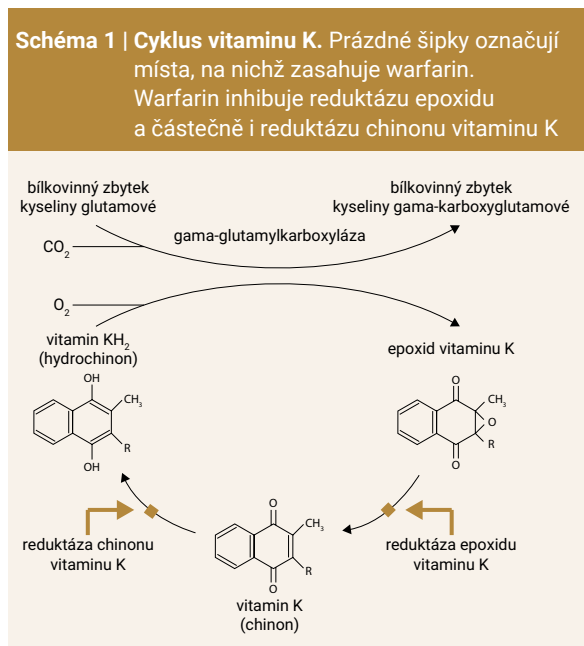 Schéma 1 | Cyklus vitaminu K. Prázdné šipky označují
místa, na nichž zasahuje warfarin.
Warfarin inhibuje reduktázu epoxidu
a částečně i reduktázu chinonu vitaminu K
bílkovinný zbytek
kyseliny glutamové
bílkovinný zbytek
kyseliny gama-karboxyglutamové
gama-glutamylkarboxyláza
CO2
O2
vitamin KH2
(hydrochinon)
epoxid vitaminu K
OH
CH3
R
OH
O
CH3
O
R
O
O
CH3
R
O
reduktáza chinonu
vitaminu K
reduktáza epoxidu
vitaminu K
vitamin K
(chinon)